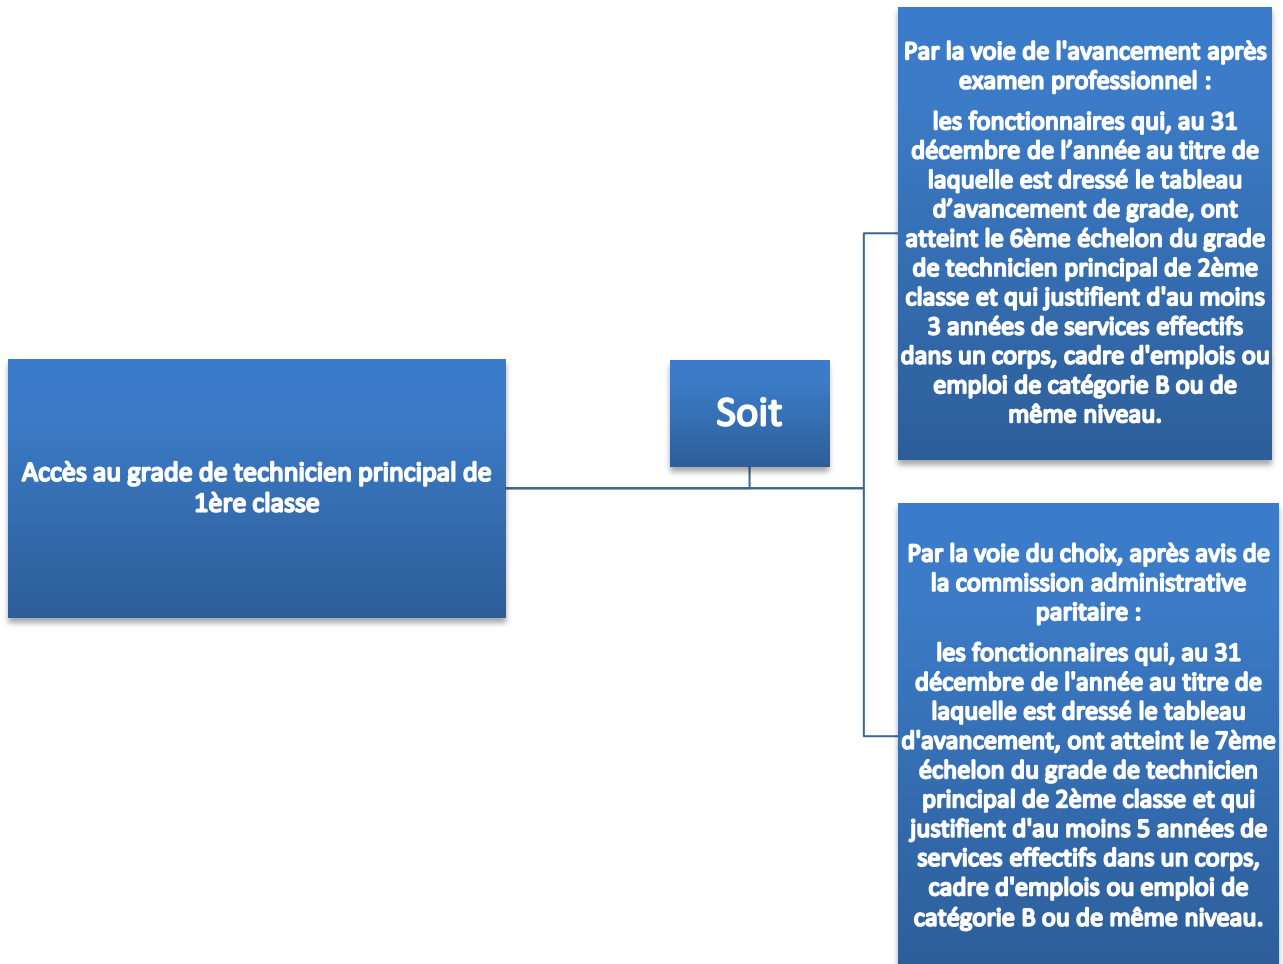 Accès au grade de technicien principal de
1ère classe
Soit
Par la voie de l'avancement après
examen professionnel :
les fonctionnaires qui, au 31
décembre de l’année au titre de
laquelle est dressé le tableau
d’avancement de grade, ont
atteint le 6ème échelon du grade
de technicien principal de 2ème
classe et qui justifient d'au moins
3 années de services effectifs
dans un corps, cadre d'emplois ou
emploi de catégorie B ou de
même niveau.
Par la voie du choix, après avis de
la commission administrative
paritaire :
les fonctionnaires qui, au 31
décembre de l'année au titre de
laquelle est dressé le tableau
d'avancement, ont atteint le 7ème
échelon du grade de technicien
principal de 2ème classe et qui
justifient d'au moins 5 années de
services effectifs dans un corps,
cadre d'emplois ou emploi de
catégorie B ou de même niveau.